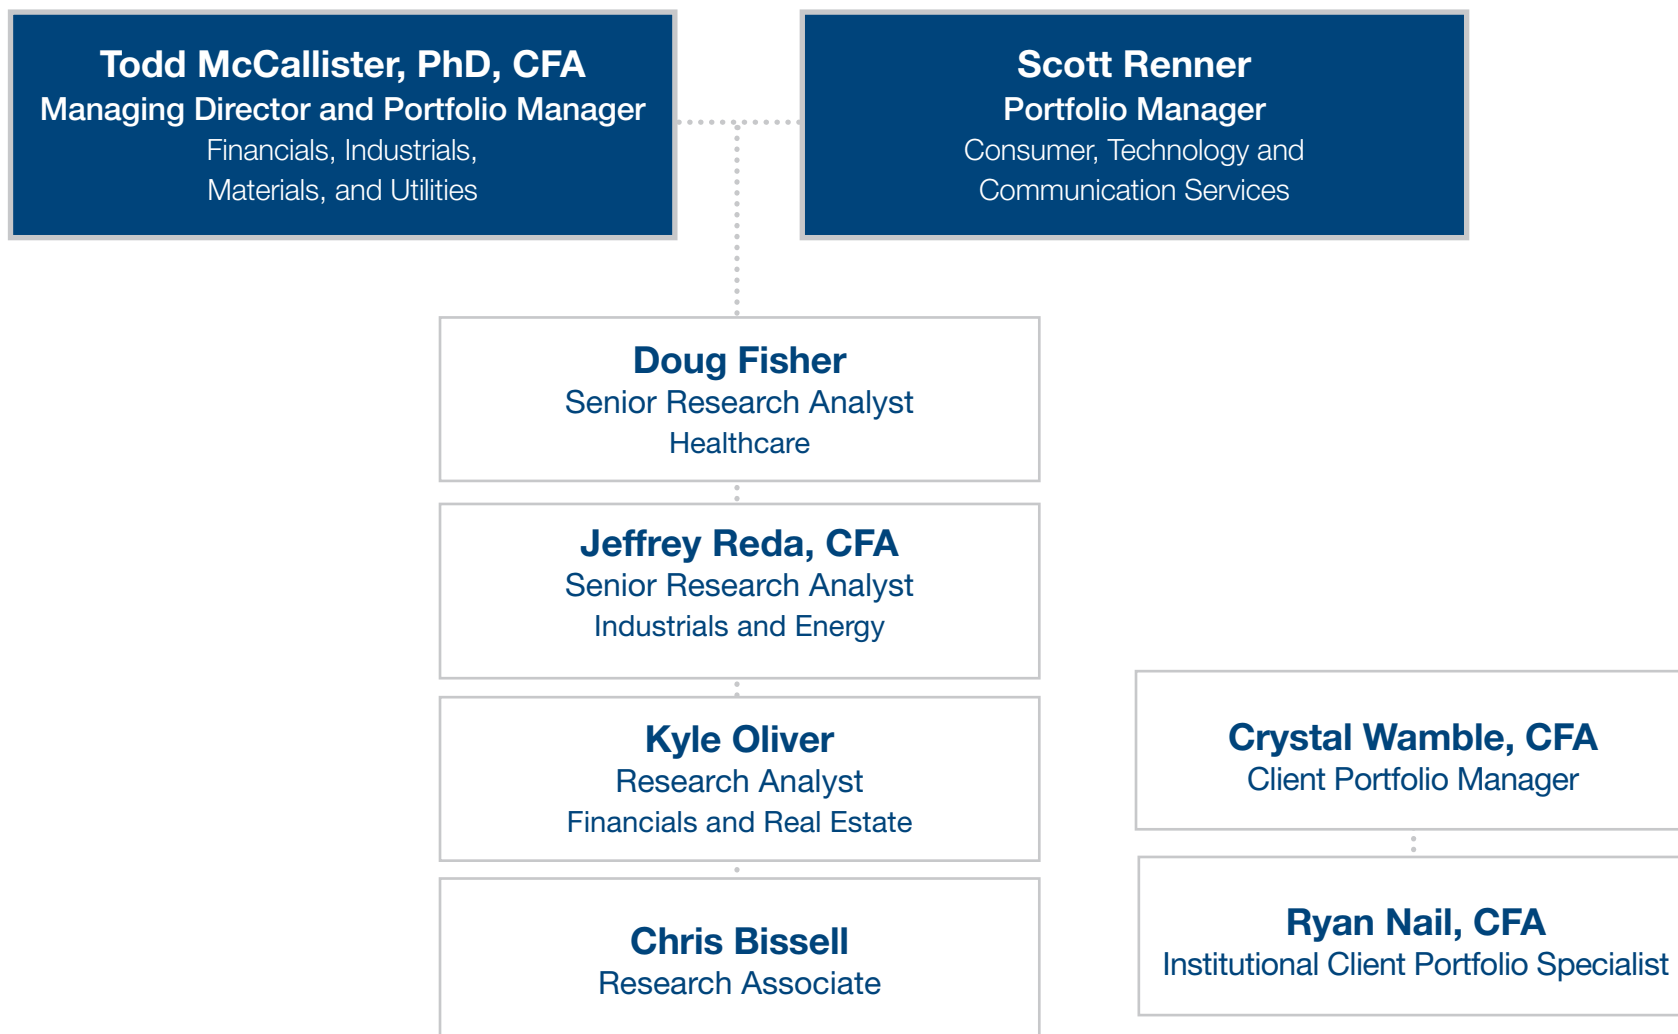 Todd McCallister, PhD, CFA
Managing Director and Portfolio Manager
Financials, Industrials,
Materials, and Utilities
Scott Renner
Portfolio Manager
Consumer, Technology and
Communication Services
Doug Fisher
Senior Research Analyst
Healthcare
Jeffrey Reda, CFA
Senior Research Analyst
Industrials and Energy
Kyle Oliver
Research Analyst
Financials and Real Estate
Chris Bissell
Research Associate
Crystal Wamble, CFA
Client Portfolio Manager
Ryan Nail, CFA
Institutional Client Portfolio Specialist